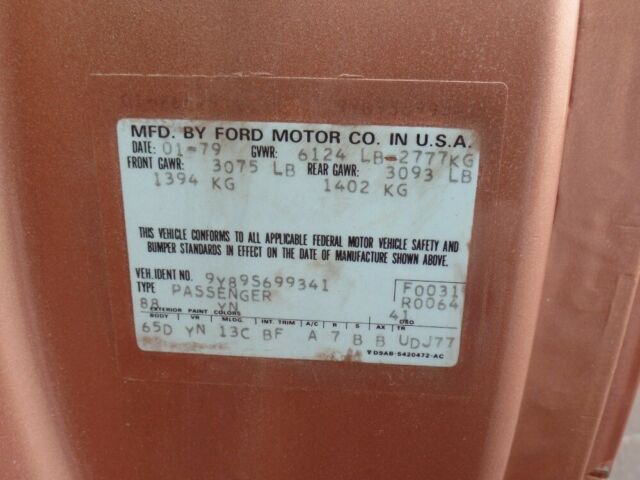 MFD. BY FORD MOTOR CO. IN U.S.A.
DATE: 01-79 GVWR: 6124 LB-2777KG
FRONT GAWR: 3075 LB REAR GAWR: 3093 LB
1394 KG 1402 KG
THIS VEHICLE CONFORMS TO ALL APPLICABLE FEDERAL MOTOR VEHICLE SAFETY AND
BUMPER STANDARDS IN EFFECT ON THE DATE OF MANUFACTURE SHOWN ABOVE.
VEH. IDENT NO. 9Y89S699341 F0031
TYPE PASSENGER R0064
88 YN 41
EXTERIOR PAINT COLORS DSO
BODY VR MLDG. INT. TRIM A/C R S AX TR
65D YN 13C BF A 7 B B UDJ77
D9AB-5420472-AC